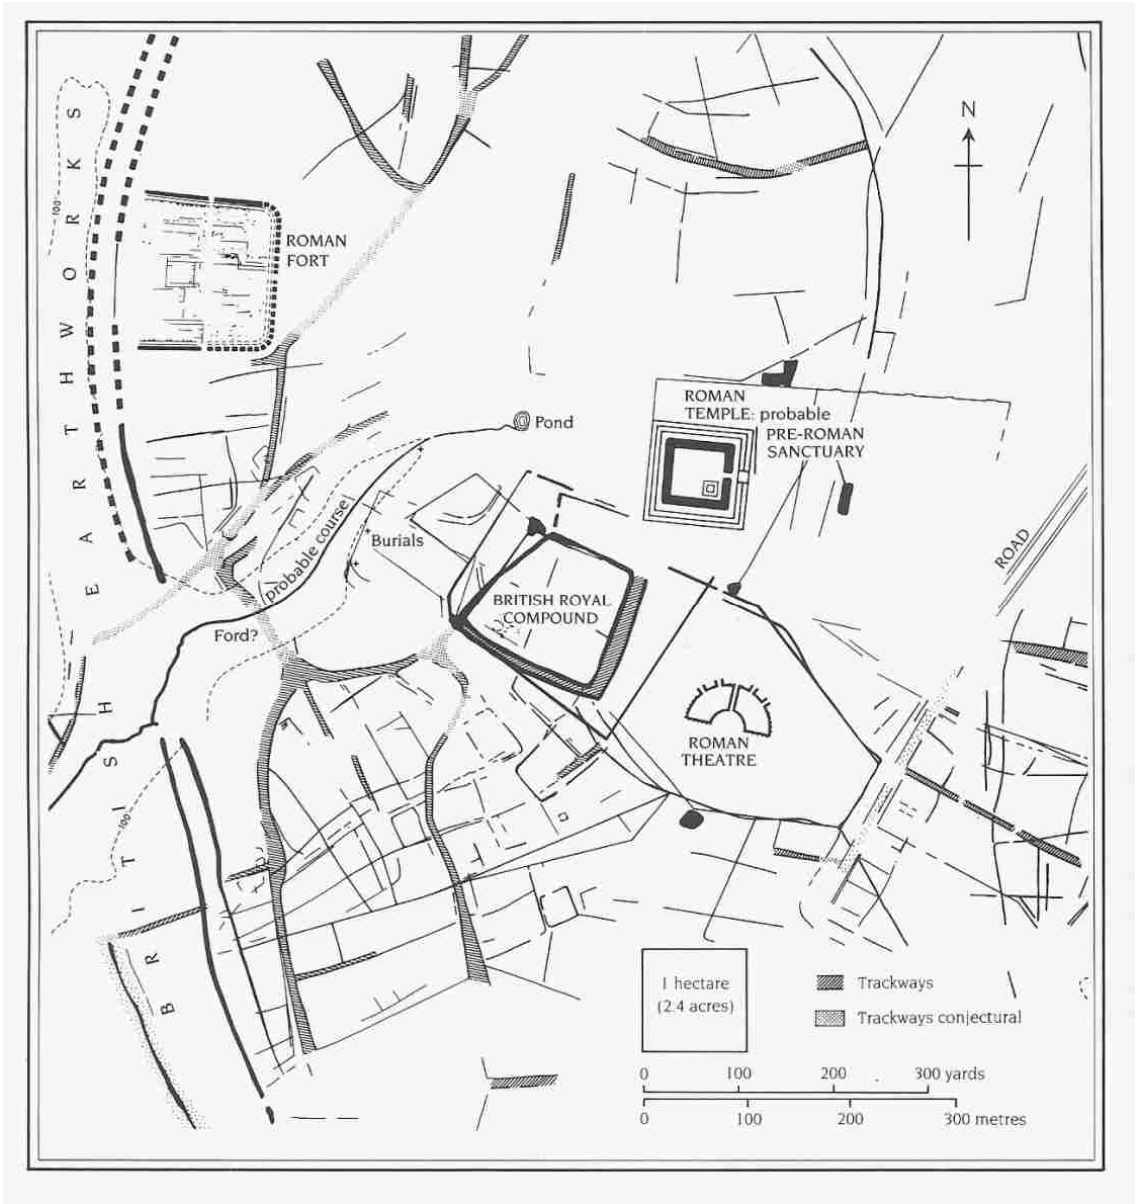 N
100
ROMAN
FORT
BRITISH EARTHWORKS
Pond
ROMAN
TEMPLE: probable
PRE-ROMAN
SANCTUARY
probable course
Burials
ROAD
BRITISH ROYAL
COMPOUND
Ford?
ROMAN
THEATRE
100
1 hectare
(2.4 acres)
Trackways
Trackways conjectural
0 100 200 300 yards
0 100 200 300 metres